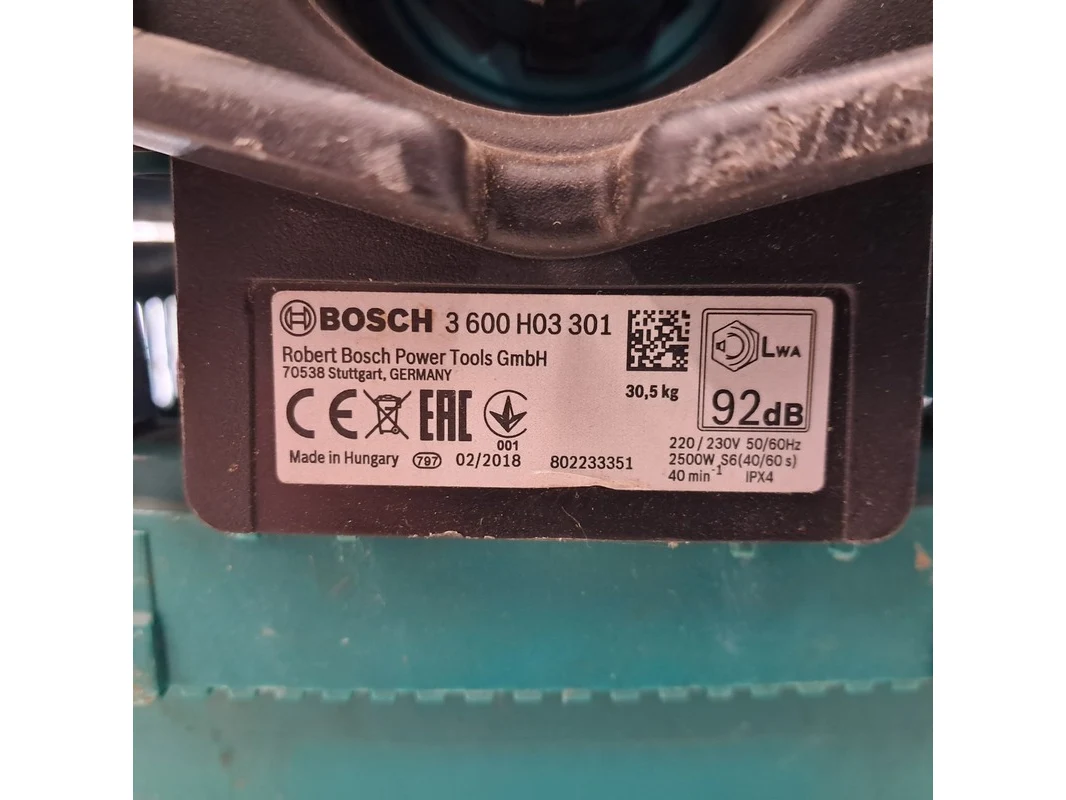 BOSCH 3 600 H03 301
Robert Bosch Power Tools GmbH
70538 Stuttgart, GERMANY
30,5 kg
LWA
92dB
CE EAC
001
Made in Hungary 797 02/2018 802233351
220 / 230V 50/60Hz
2500W S6(40/60 s)
40 min⁻¹ IPX4